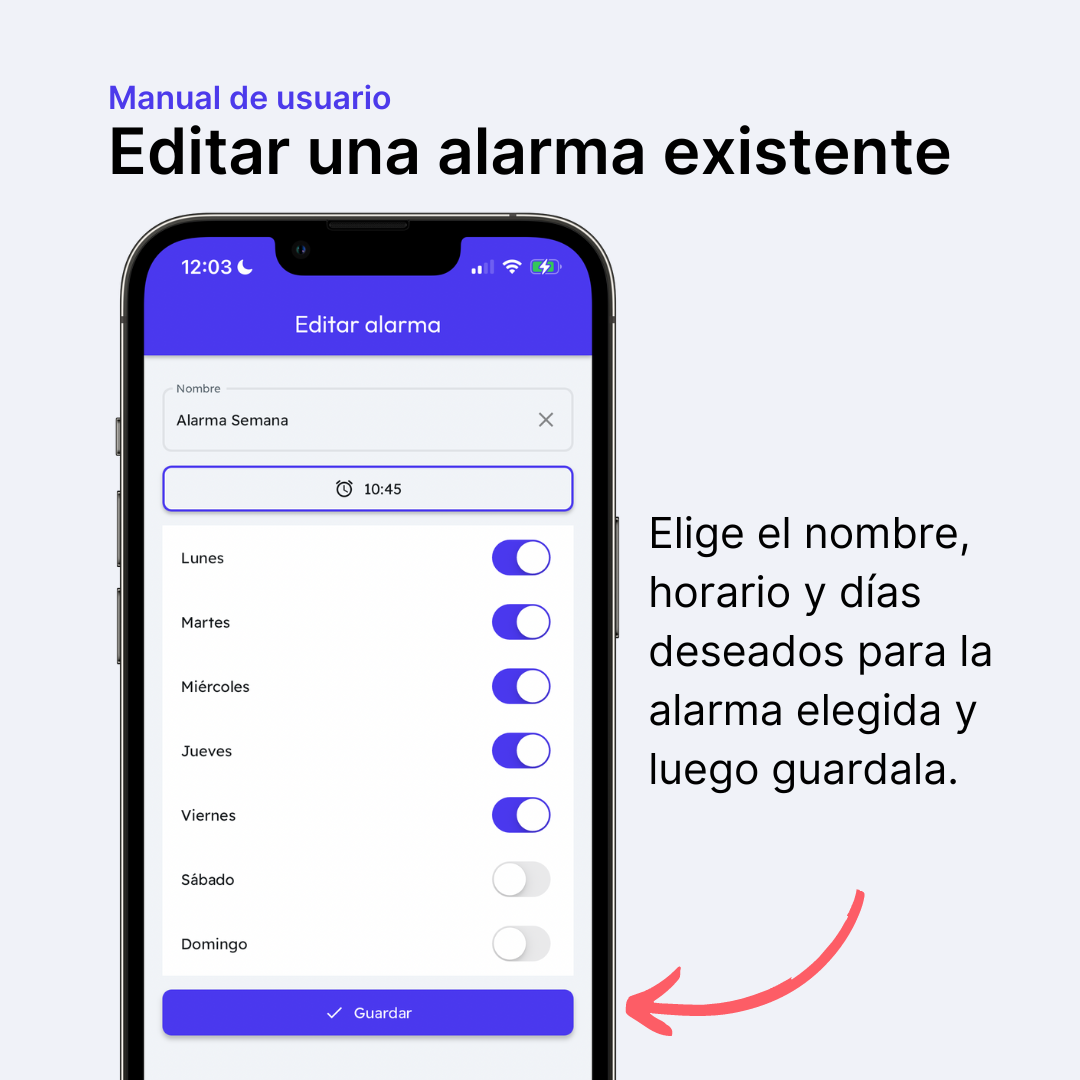 Manual de usuario
Editar una alarma existente
12:03
Editar alarma
Nombre
Alarma Semana
10:45
Lunes
Martes
Miércoles
Jueves
Viernes
Sábado
Domingo
Guardar
Elige el nombre,
horario y días
deseados para la
alarma elegida y
luego guardala.